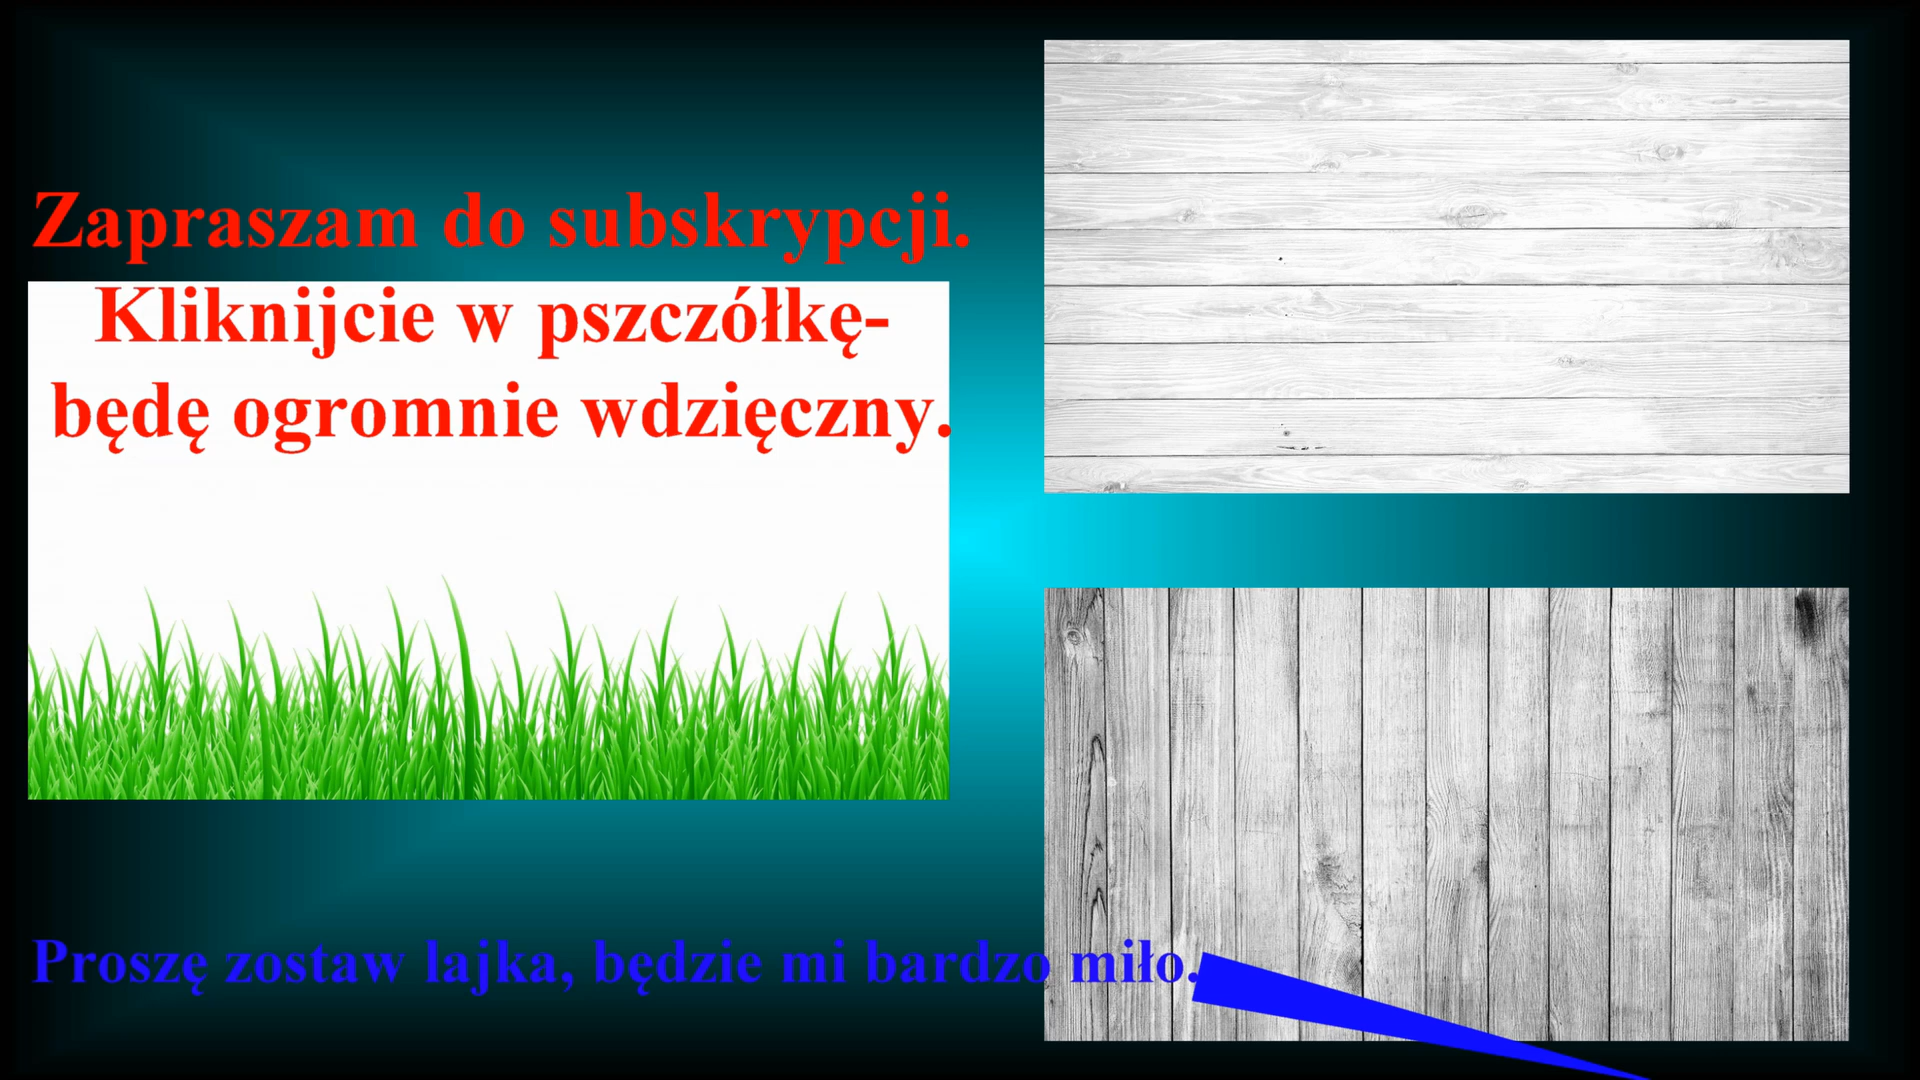 Zapraszam do subskrypcji.
Kliknijcie w pszczółkę-
będę ogromnie wdzięczny.
Proszę zostaw lajka, będzie mi bardzo miło.